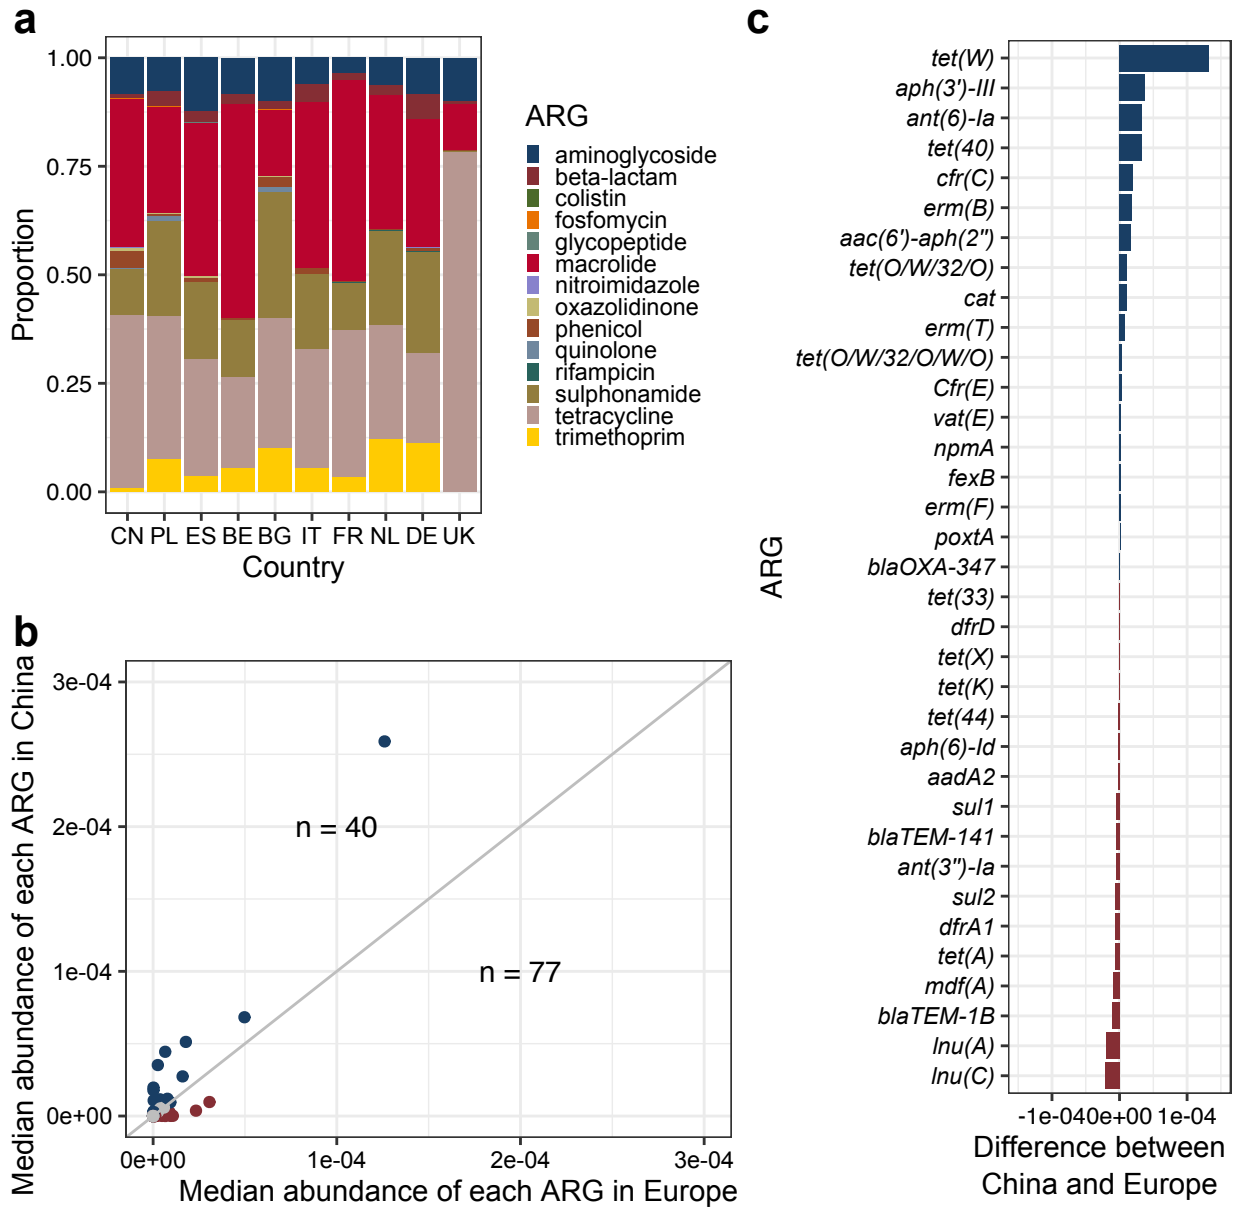 a
1.00
0.75
0.50
0.25
0.00
Proportion
CN PL ES BE BG IT FR NL DE UK
Country
ARG
aminoglycoside
beta-lactam
colistin
fosfomycin
glycopeptide
macrolide
nitroimidazole
oxazolidinone
phenicol
quinolone
rifampicin
sulphonamide
tetracycline
trimethoprim
b
Median abundance of each ARG in China
3e-04
2e-04
1e-04
0e+00
n = 40
n = 77
0e+00 1e-04 2e-04 3e-04
Median abundance of each ARG in Europe
c
ARG
tet(W)
aph(3')-III
ant(6)-Ia
tet(40)
cfr(C)
erm(B)
aac(6')-aph(2'')
tet(O/W/32/O)
cat
erm(T)
tet(O/W/32/O/W/O)
Cfr(E)
vat(E)
npmA
fexB
erm(F)
poxtA
blaOXA-347
tet(33)
dfrD
tet(X)
tet(K)
tet(44)
aph(6)-Id
aadA2
sul1
blaTEM-141
ant(3'')-Ia
sul2
dfrA1
tet(A)
mdf(A)
blaTEM-1B
lnu(A)
lnu(C)
-1e-04 0e+00 1e-04
Difference between
China and Europe